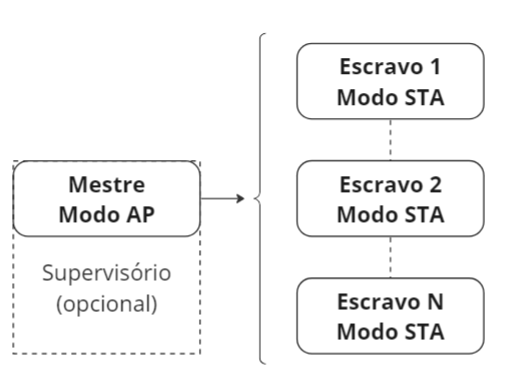 Mestre
Modo AP
Supervisório
(opcional)
Escravo 1
Modo STA
Escravo 2
Modo STA
Escravo N
Modo STA